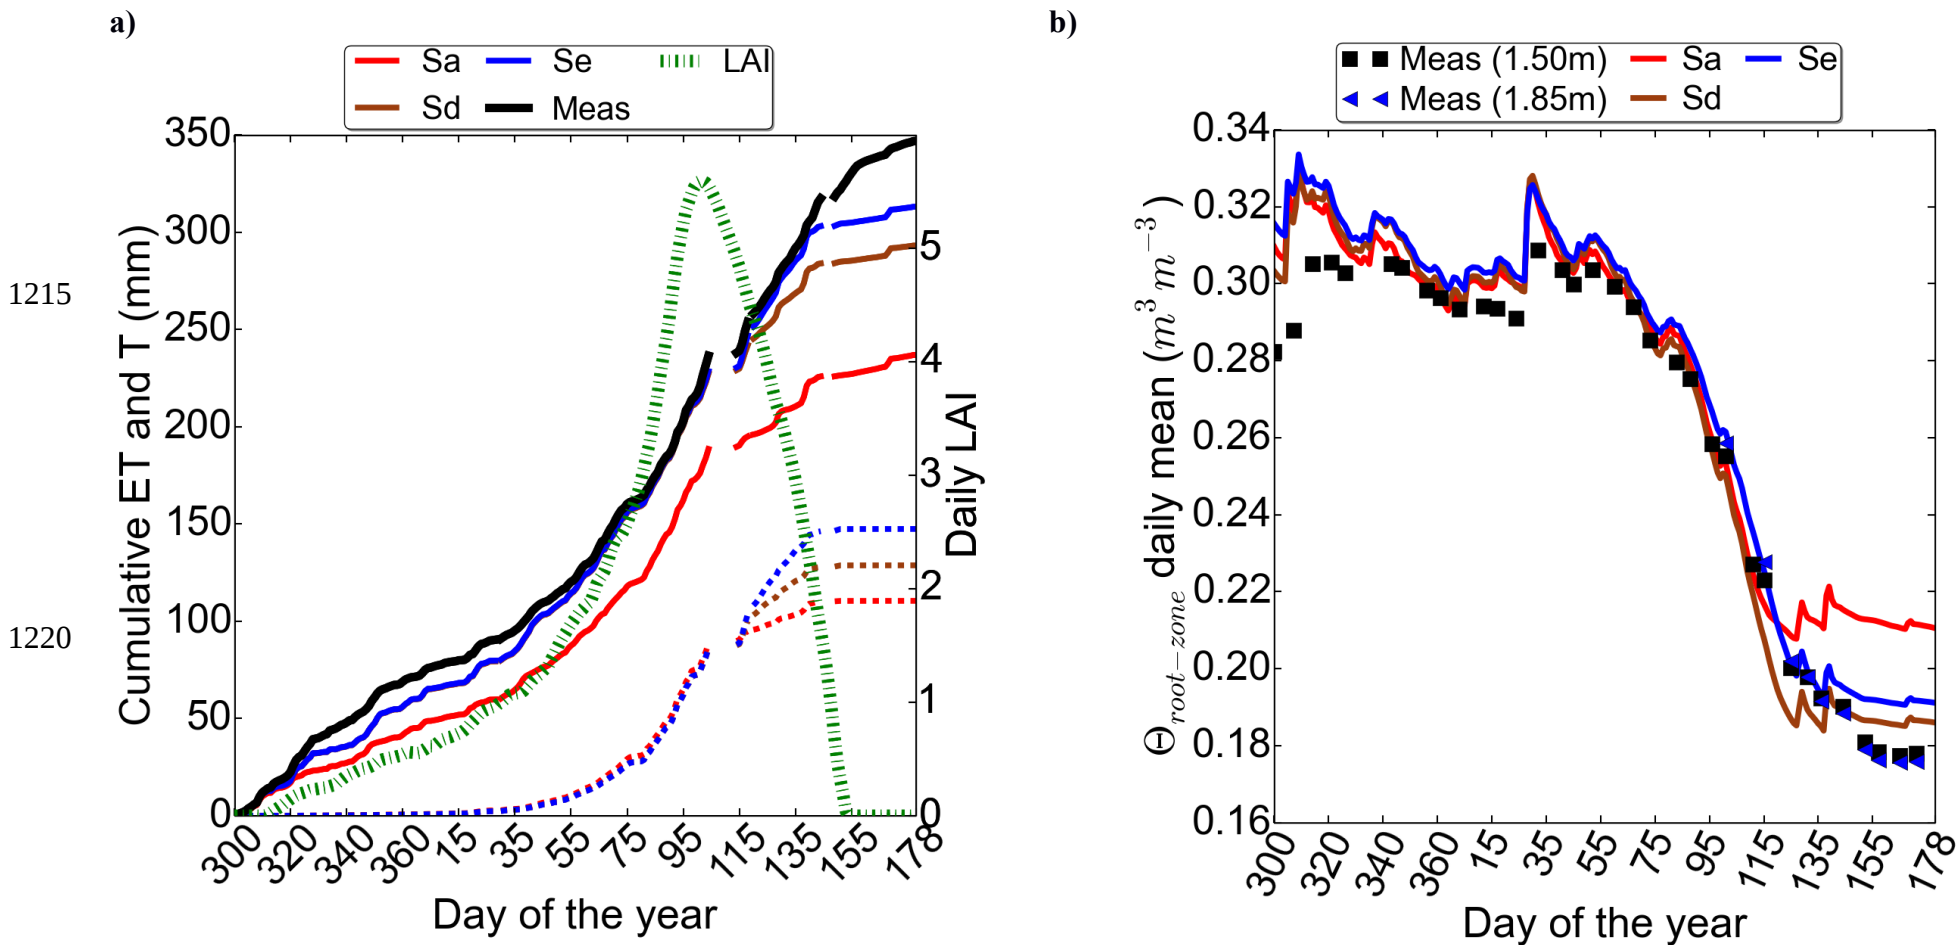 a)
Sa Se LAI
Sd Meas
350
300
250
200
150
100
50
0
Cumulative ET and T (mm)
5
4
3
2
1
0
Daily LAI
300 320 340 360 15 35 55 75 95 115 135 155 178
Day of the year
1215
1220
b)
Meas (1.50m) Sa Se
Meas (1.85m) Sd
0.34
0.32
0.30
0.28
0.26
0.24
0.22
0.20
0.18
0.16
Θroot−zone daily mean (m³ m⁻³)
300 320 340 360 15 35 55 75 95 115 135 155 178
Day of the year